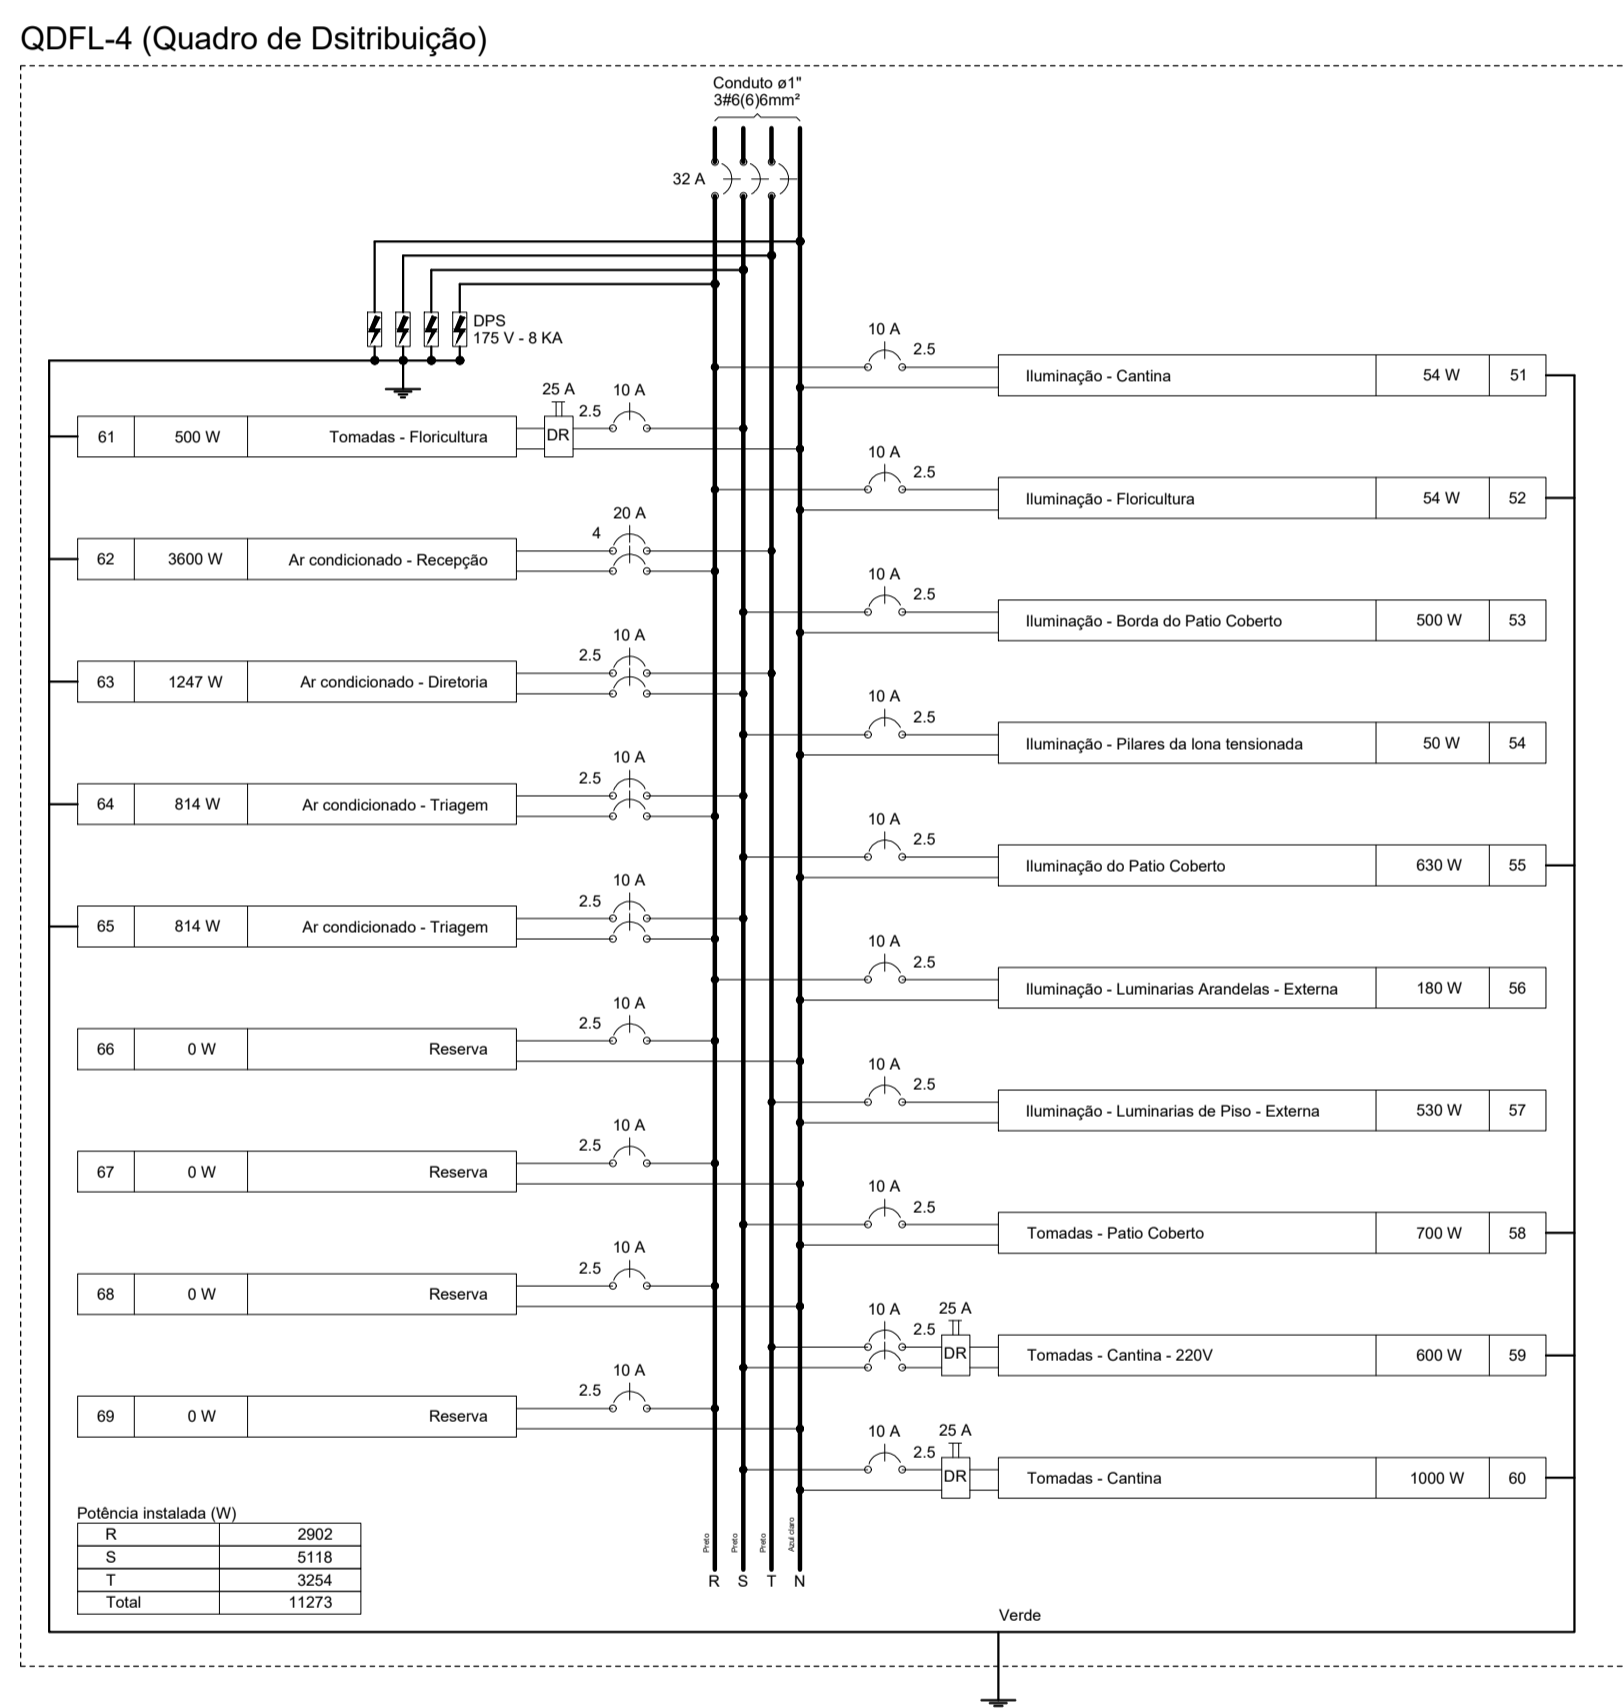 QDFL-4 (Quadro de Dsitribuição)
Conduto ø1"
3#6(6)6mm²
32 A
DPS
175 V - 8 KA
10 A
2.5
Iluminação - Cantina 54 W 51
25 A 10 A
2.5
61 500 W Tomadas - Floricultura DR
10 A
2.5
Iluminação - Floricultura 54 W 52
20 A
4
62 3600 W Ar condicionado - Recepção
10 A
2.5
Iluminação - Borda do Patio Coberto 500 W 53
10 A
2.5
63 1247 W Ar condicionado - Diretoria
10 A
2.5
Iluminação - Pilares da lona tensionada 50 W 54
10 A
2.5
64 814 W Ar condicionado - Triagem
10 A
2.5
Iluminação do Patio Coberto 630 W 55
10 A
2.5
65 814 W Ar condicionado - Triagem
10 A
2.5
Iluminação - Luminarias Arandelas - Externa 180 W 56
10 A
2.5
66 0 W Reserva
10 A
2.5
Iluminação - Luminarias de Piso - Externa 530 W 57
10 A
2.5
67 0 W Reserva
10 A
2.5
Tomadas - Patio Coberto 700 W 58
10 A
2.5
68 0 W Reserva
10 A 25 A
2.5
DR Tomadas - Cantina - 220V 600 W 59
10 A
2.5
69 0 W Reserva
10 A 25 A
2.5
DR Tomadas - Cantina 1000 W 60
Potência instalada (W)
R 2902
S 5118
T 3254
Total 11273
Preto Preto Preto Azul claro
R S T N
Verde